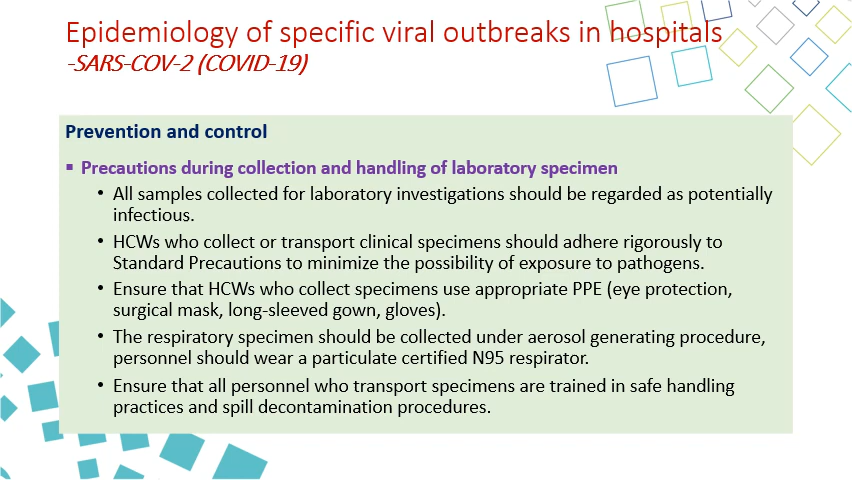 Epidemiology of specific viral outbreaks in hospitals
-SARS-COV-2 (COVID-19)
Prevention and control
▪ Precautions during collection and handling of laboratory specimen
• All samples collected for laboratory investigations should be regarded as potentially
infectious.
• HCWs who collect or transport clinical specimens should adhere rigorously to
Standard Precautions to minimize the possibility of exposure to pathogens.
• Ensure that HCWs who collect specimens use appropriate PPE (eye protection,
surgical mask, long-sleeved gown, gloves).
• The respiratory specimen should be collected under aerosol generating procedure,
personnel should wear a particulate certified N95 respirator.
• Ensure that all personnel who transport specimens are trained in safe handling
practices and spill decontamination procedures.